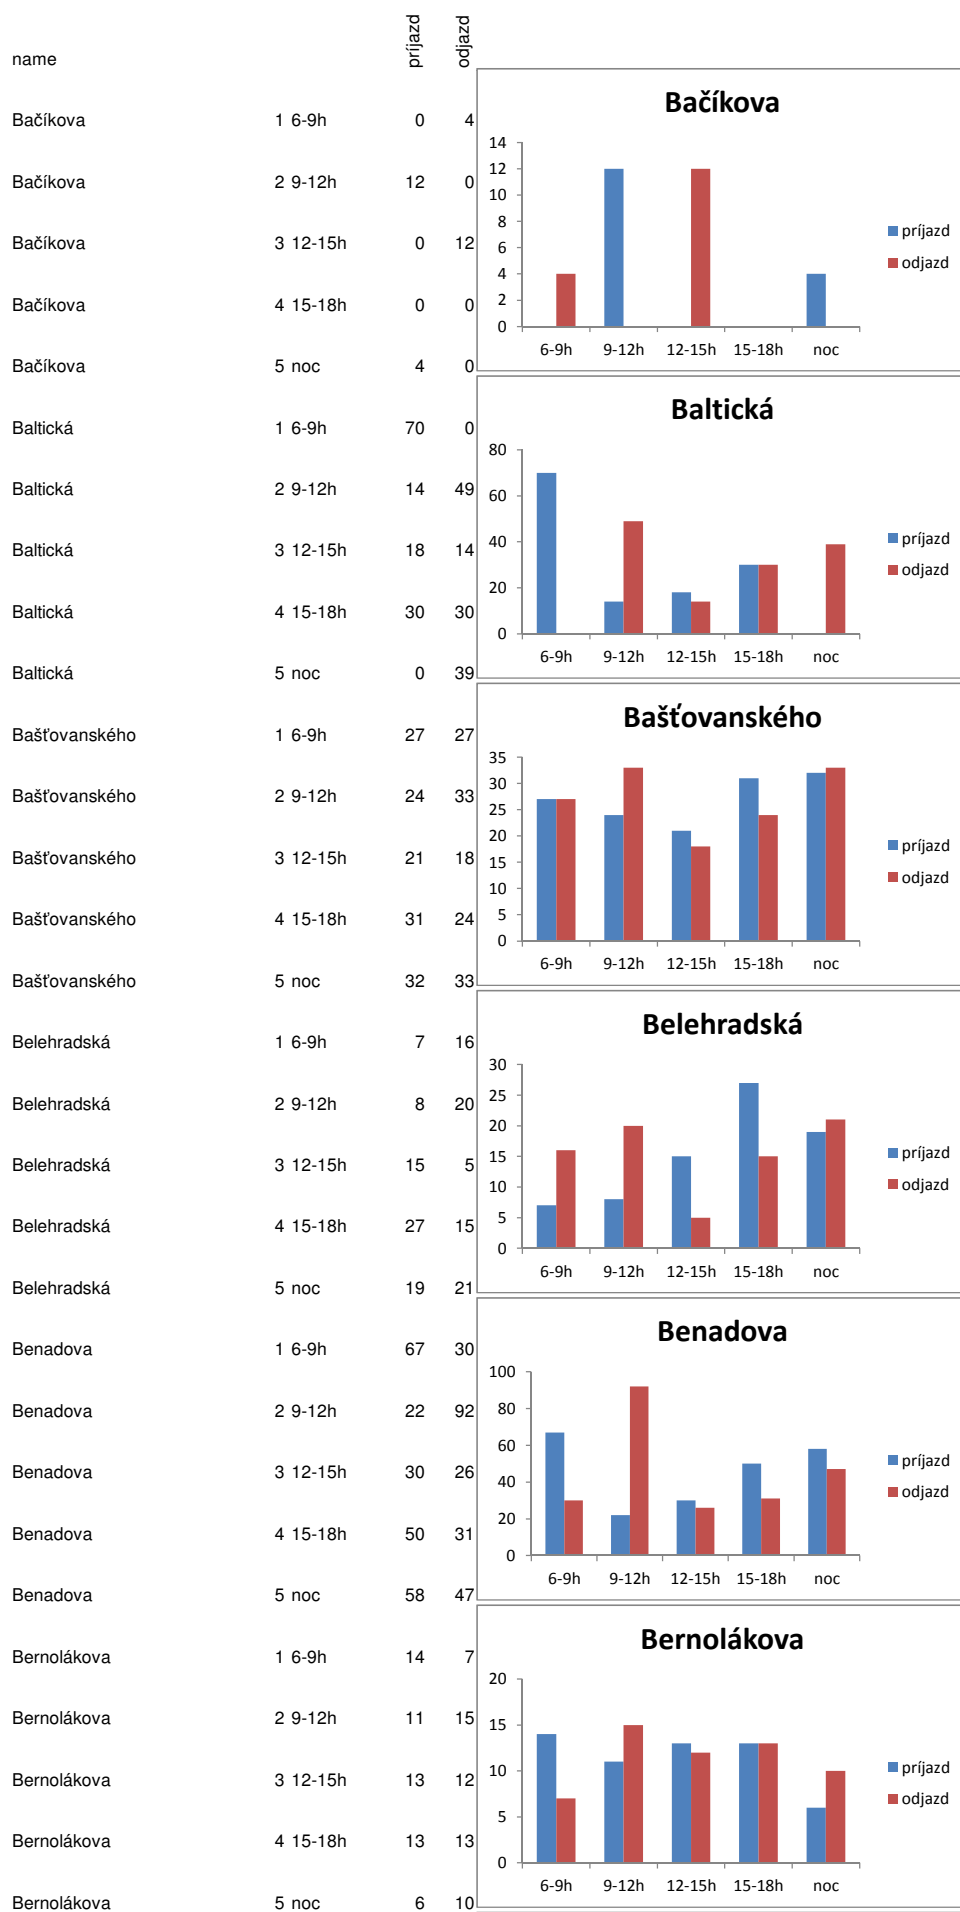 name príjazd odjazd
Bačíkova 1 6-9h 0 4
Bačíkova 2 9-12h 12 0
Bačíkova 3 12-15h 0 12
Bačíkova 4 15-18h 0 0
Bačíkova 5 noc 4 0
Baltická 1 6-9h 70 0
Baltická 2 9-12h 14 49
Baltická 3 12-15h 18 14
Baltická 4 15-18h 30 30
Baltická 5 noc 0 39
Bašťovanského 1 6-9h 27 27
Bašťovanského 2 9-12h 24 33
Bašťovanského 3 12-15h 21 18
Bašťovanského 4 15-18h 31 24
Bašťovanského 5 noc 32 33
Belehradská 1 6-9h 7 16
Belehradská 2 9-12h 8 20
Belehradská 3 12-15h 15 5
Belehradská 4 15-18h 27 15
Belehradská 5 noc 19 21
Benadova 1 6-9h 67 30
Benadova 2 9-12h 22 92
Benadova 3 12-15h 30 26
Benadova 4 15-18h 50 31
Benadova 5 noc 58 47
Bernolákova 1 6-9h 14 7
Bernolákova 2 9-12h 11 15
Bernolákova 3 12-15h 13 12
Bernolákova 4 15-18h 13 13
Bernolákova 5 noc 6 10
Bačíkova
14
12
10
8
6
4
2
0
6-9h 9-12h 12-15h 15-18h noc
príjazd
odjazd
Baltická
80
60
40
20
0
6-9h 9-12h 12-15h 15-18h noc
príjazd
odjazd
Bašťovanského
35
30
25
20
15
10
5
0
6-9h 9-12h 12-15h 15-18h noc
príjazd
odjazd
Belehradská
30
25
20
15
10
5
0
6-9h 9-12h 12-15h 15-18h noc
príjazd
odjazd
Benadova
100
80
60
40
20
0
6-9h 9-12h 12-15h 15-18h noc
príjazd
odjazd
Bernolákova
20
15
10
5
0
6-9h 9-12h 12-15h 15-18h noc
príjazd
odjazd